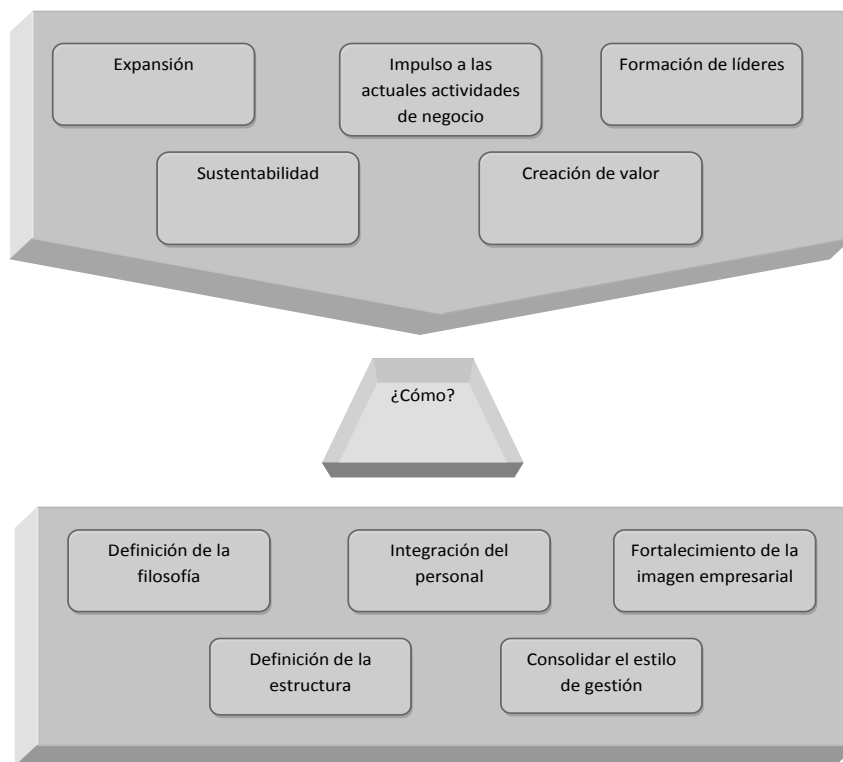 Expansión
Impulso a las
actuales actividades
de negocio
Formación de líderes
Sustentabilidad
Creación de valor
¿Cómo?
Definición de la
filosofía
Integración del
personal
Fortalecimiento de la
imagen empresarial
Definición de la
estructura
Consolidar el estilo
de gestión